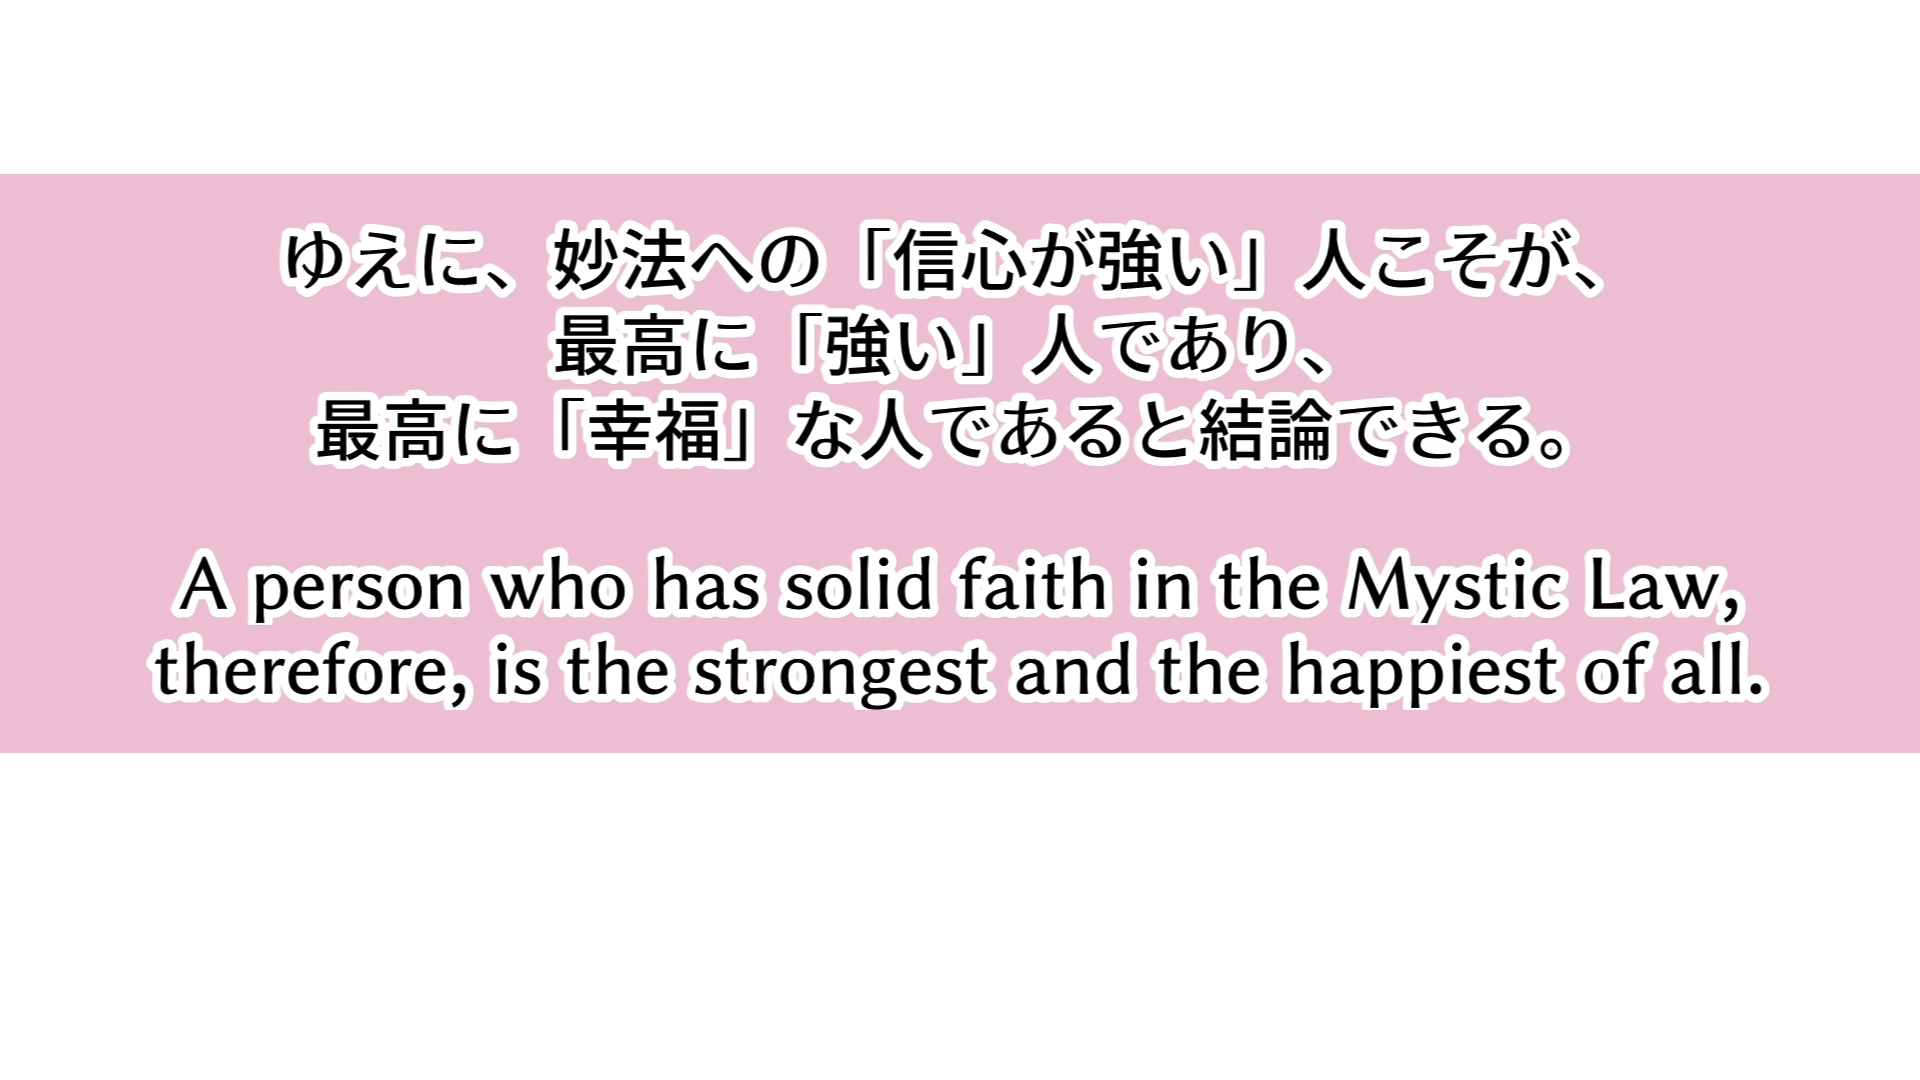 ゆえに、妙法への「信心が強い」人こそが、
最高に「強い」人であり、
最高に「幸福」な人であると結論できる。
A person who has solid faith in the Mystic Law,
therefore, is the strongest and the happiest of all.